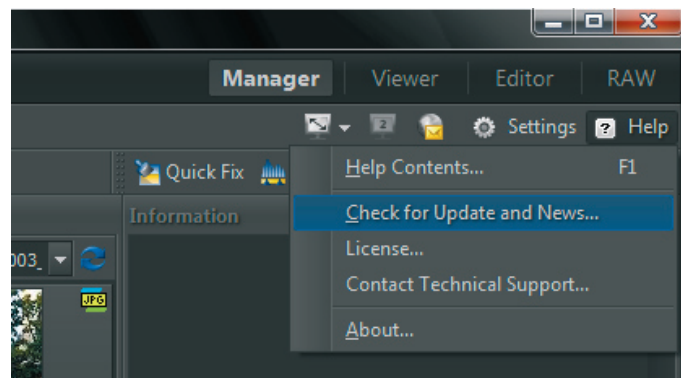 Manager Viewer Editor RAW
2 Settings ? Help
Quick Fix
Help Contents... F1
Information
Check for Update and News...
003_
License...
JPG
Contact Technical Support...
About...